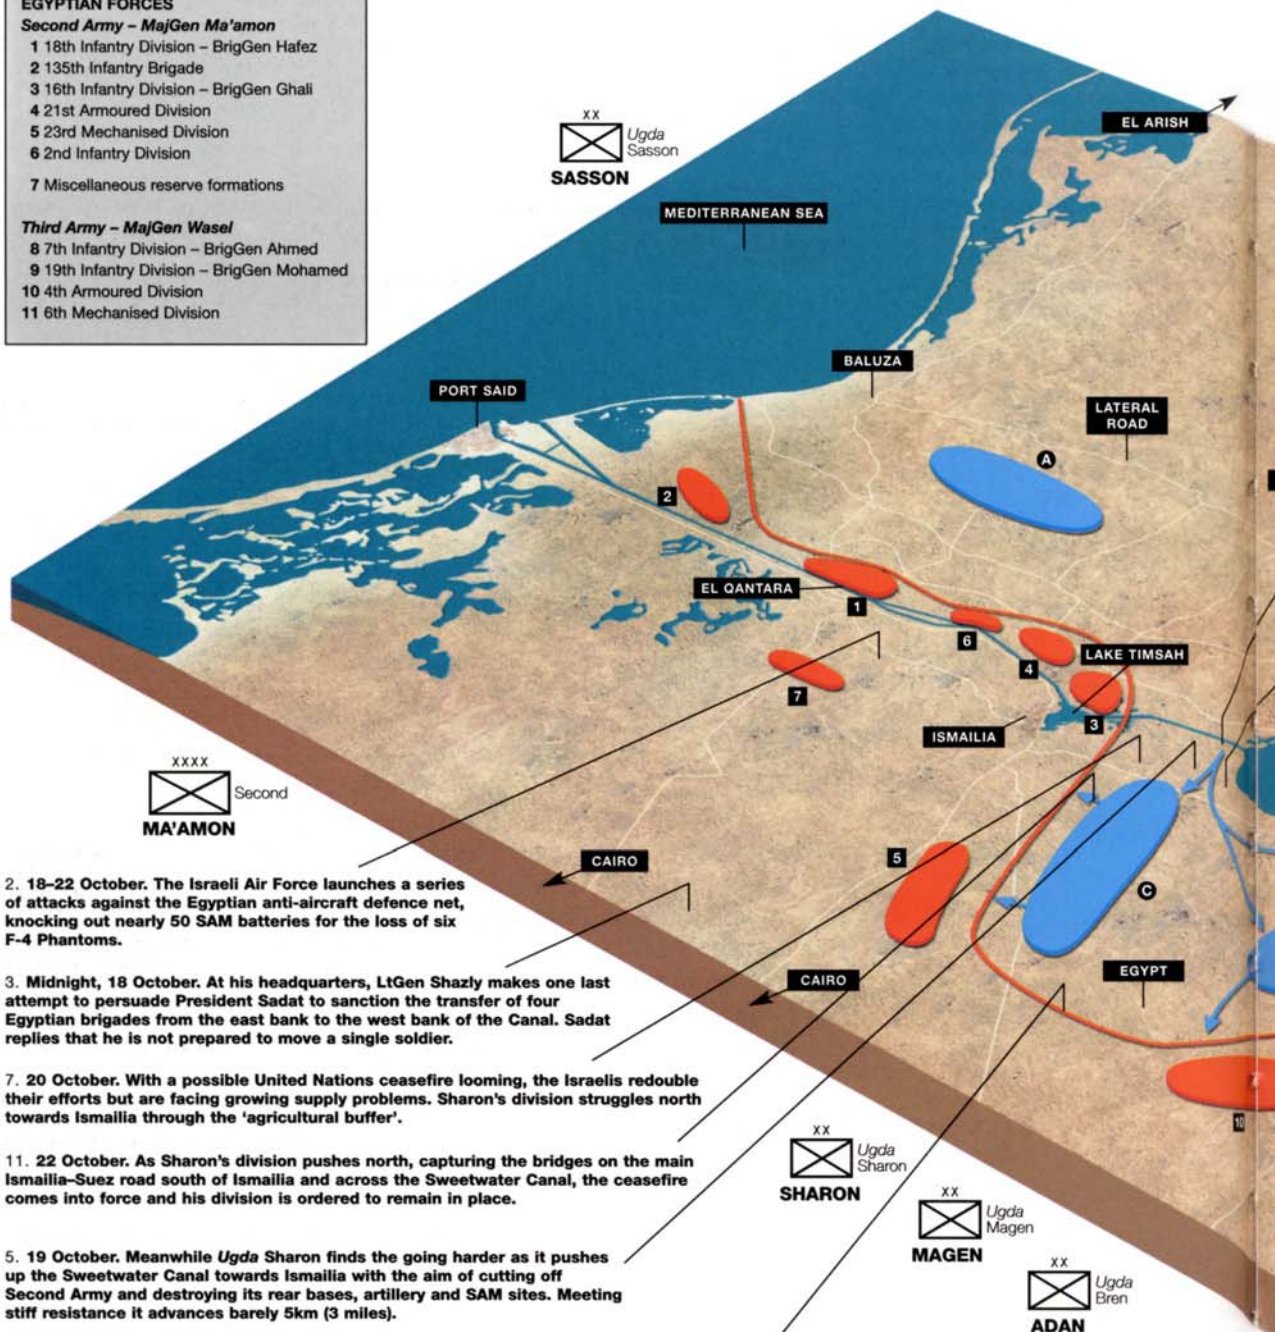 EGYPTIAN FORCES
Second Army – MajGen Ma'amon
1 18th Infantry Division – BrigGen Hafez
2 135th Infantry Brigade
3 16th Infantry Division – BrigGen Ghali
4 21st Armoured Division
5 23rd Mechanised Division
6 2nd Infantry Division
7 Miscellaneous reserve formations
Third Army – MajGen Wasel
8 7th Infantry Division – BrigGen Ahmed
9 19th Infantry Division – BrigGen Mohamed
10 4th Armoured Division
11 6th Mechanised Division
XX
Ugda
Sasson
SASSON
EL ARISH
MEDITERRANEAN SEA
BALUZA
PORT SAID
LATERAL
ROAD
A
2
EL QANTARA
1
6
4
LAKE TIMSAH
7
3
ISMAILIA
XXXX
Second
MA'AMON
CAIRO
5
C
EGYPT
CAIRO
10
2. 18–22 October. The Israeli Air Force launches a series
of attacks against the Egyptian anti-aircraft defence net,
knocking out nearly 50 SAM batteries for the loss of six
F-4 Phantoms.
3. Midnight, 18 October. At his headquarters, LtGen Shazly makes one last
attempt to persuade President Sadat to sanction the transfer of four
Egyptian brigades from the east bank to the west bank of the Canal. Sadat
replies that he is not prepared to move a single soldier.
7. 20 October. With a possible United Nations ceasefire looming, the Israelis redouble
their efforts but are facing growing supply problems. Sharon's division struggles north
towards Ismailia through the 'agricultural buffer'.
11. 22 October. As Sharon's division pushes north, capturing the bridges on the main
Ismailia–Suez road south of Ismailia and across the Sweetwater Canal, the ceasefire
comes into force and his division is ordered to remain in place.
5. 19 October. Meanwhile Ugda Sharon finds the going harder as it pushes
up the Sweetwater Canal towards Ismailia with the aim of cutting off
Second Army and destroying its rear bases, artillery and SAM sites. Meeting
stiff resistance it advances barely 5km (3 miles).
XX
Ugda
Sharon
SHARON
XX
Ugda
Magen
MAGEN
XX
Ugda
Bren
ADAN